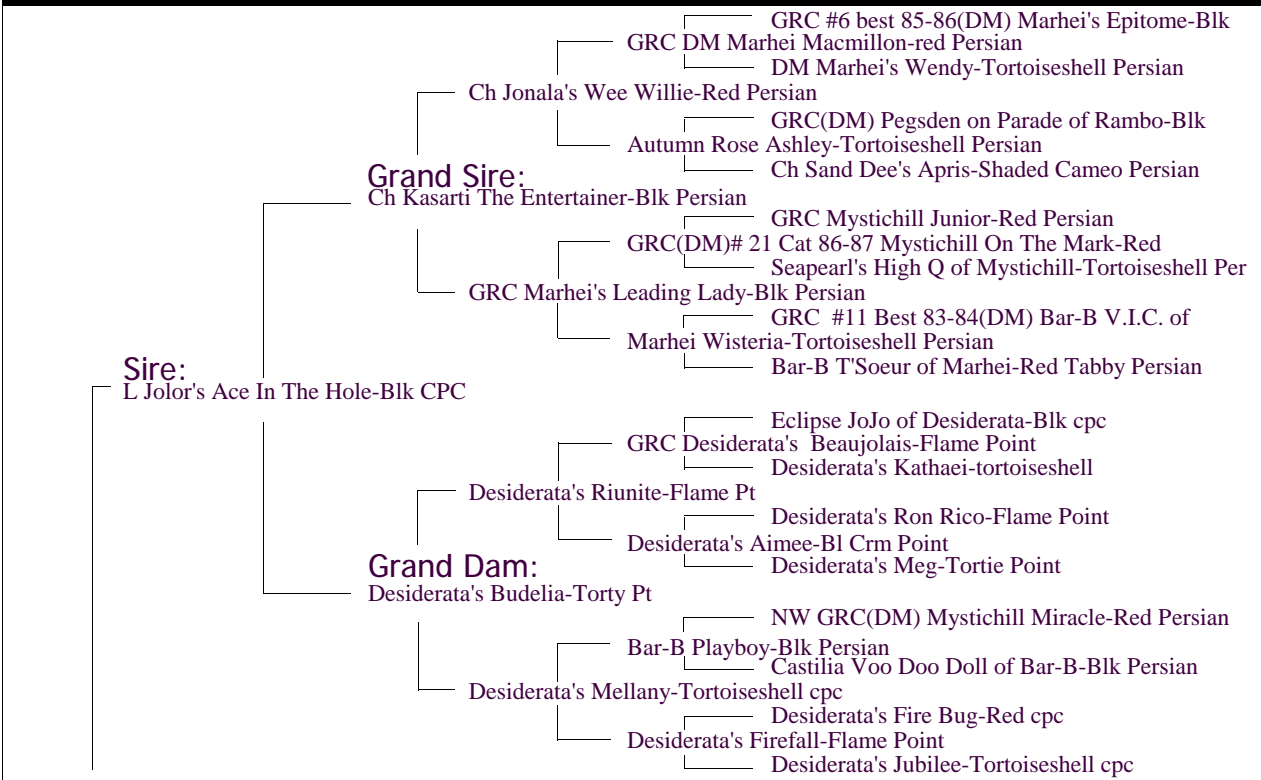 GRC #6 best 85-86(DM) Marhei's Epitome-Blk
GRC DM Marhei Macmillon-red Persian
DM Marhei's Wendy-Tortoiseshell Persian
Ch Jonala's Wee Willie-Red Persian
GRC(DM) Pegsden on Parade of Rambo-Blk
Autumn Rose Ashley-Tortoiseshell Persian
Ch Sand Dee's Apris-Shaded Cameo Persian
Grand Sire:
Ch Kasarti The Entertainer-Blk Persian
GRC Mystichill Junior-Red Persian
GRC(DM)# 21 Cat 86-87 Mystichill On The Mark-Red
Seapearl's High Q of Mystichill-Tortoiseshell Per
GRC Marhei's Leading Lady-Blk Persian
GRC #11 Best 83-84(DM) Bar-B V.I.C. of
Marhei Wisteria-Tortoiseshell Persian
Bar-B T'Soeur of Marhei-Red Tabby Persian
Sire:
L Jolor's Ace In The Hole-Blk CPC
Eclipse JoJo of Desiderata-Blk cpc
GRC Desiderata's Beaujolais-Flame Point
Desiderata's Kathaei-tortoiseshell
Desiderata's Riunite-Flame Pt
Desiderata's Ron Rico-Flame Point
Desiderata's Aimee-Bl Crm Point
Desiderata's Meg-Tortie Point
Grand Dam:
Desiderata's Budelia-Torty Pt
NW GRC(DM) Mystichill Miracle-Red Persian
Bar-B Playboy-Blk Persian
Castilia Voo Doo Doll of Bar-B-Blk Persian
Desiderata's Mellany-Tortoiseshell cpc
Desiderata's Fire Bug-Red cpc
Desiderata's Firefall-Flame Point
Desiderata's Jubilee-Tortoiseshell cpc